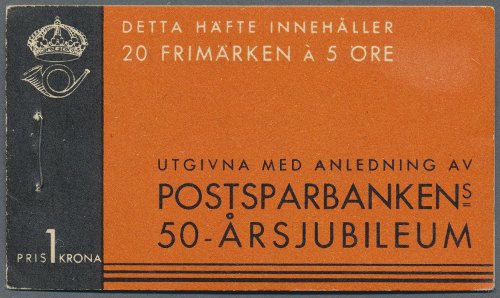 DETTA HÄFTE INNEHÅLLER
20 FRIMÄRKEN À 5 ÖRE
UTGIVNA MED ANLEDNING AV
POSTSPARBANKENS
50-ÅRSJUBILEUM
PRIS 1 KRONA